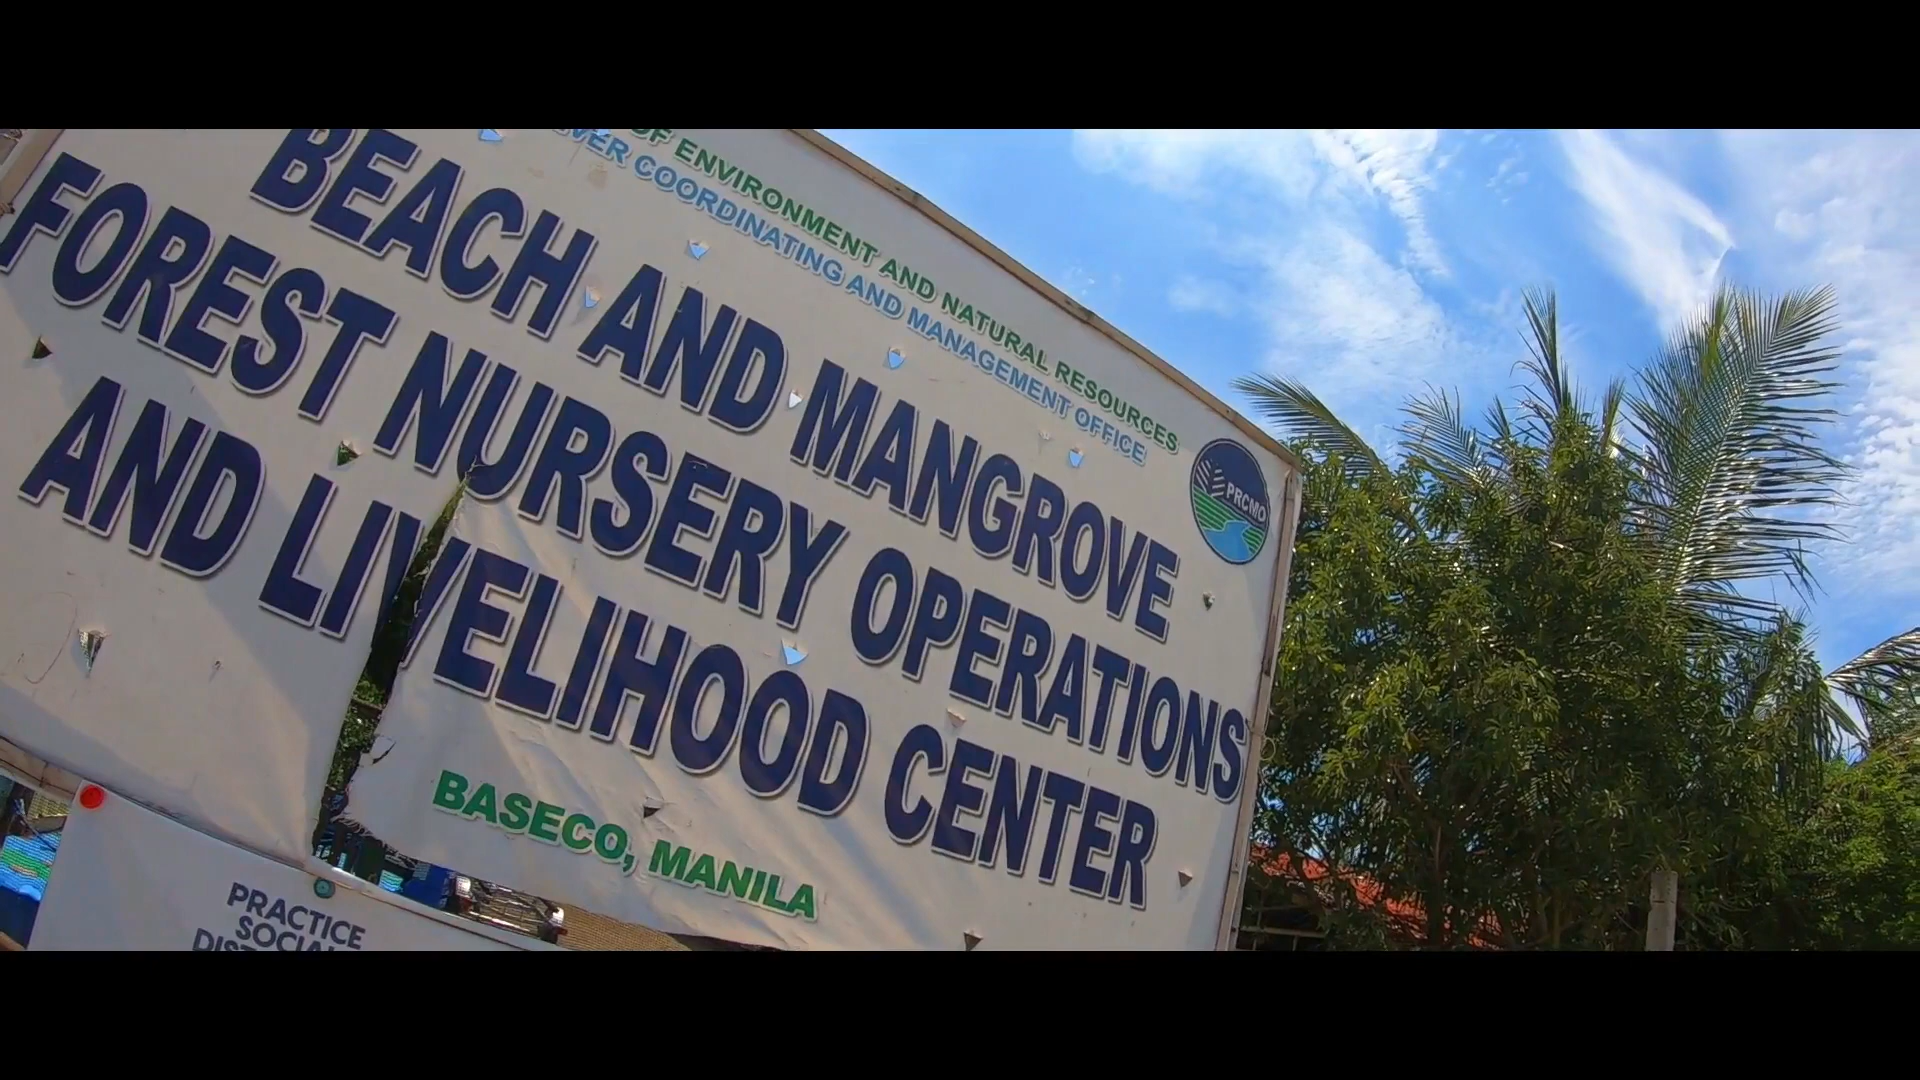 OF ENVIRONMENT AND NATURAL RESOURCES
COORDINATING AND MANAGEMENT OFFICE
PRCMO
BEACH AND MANGROVE
FOREST NURSERY OPERATIONS
AND LIVELIHOOD CENTER
BASECO, MANILA
PRACTICE
SOCIAL